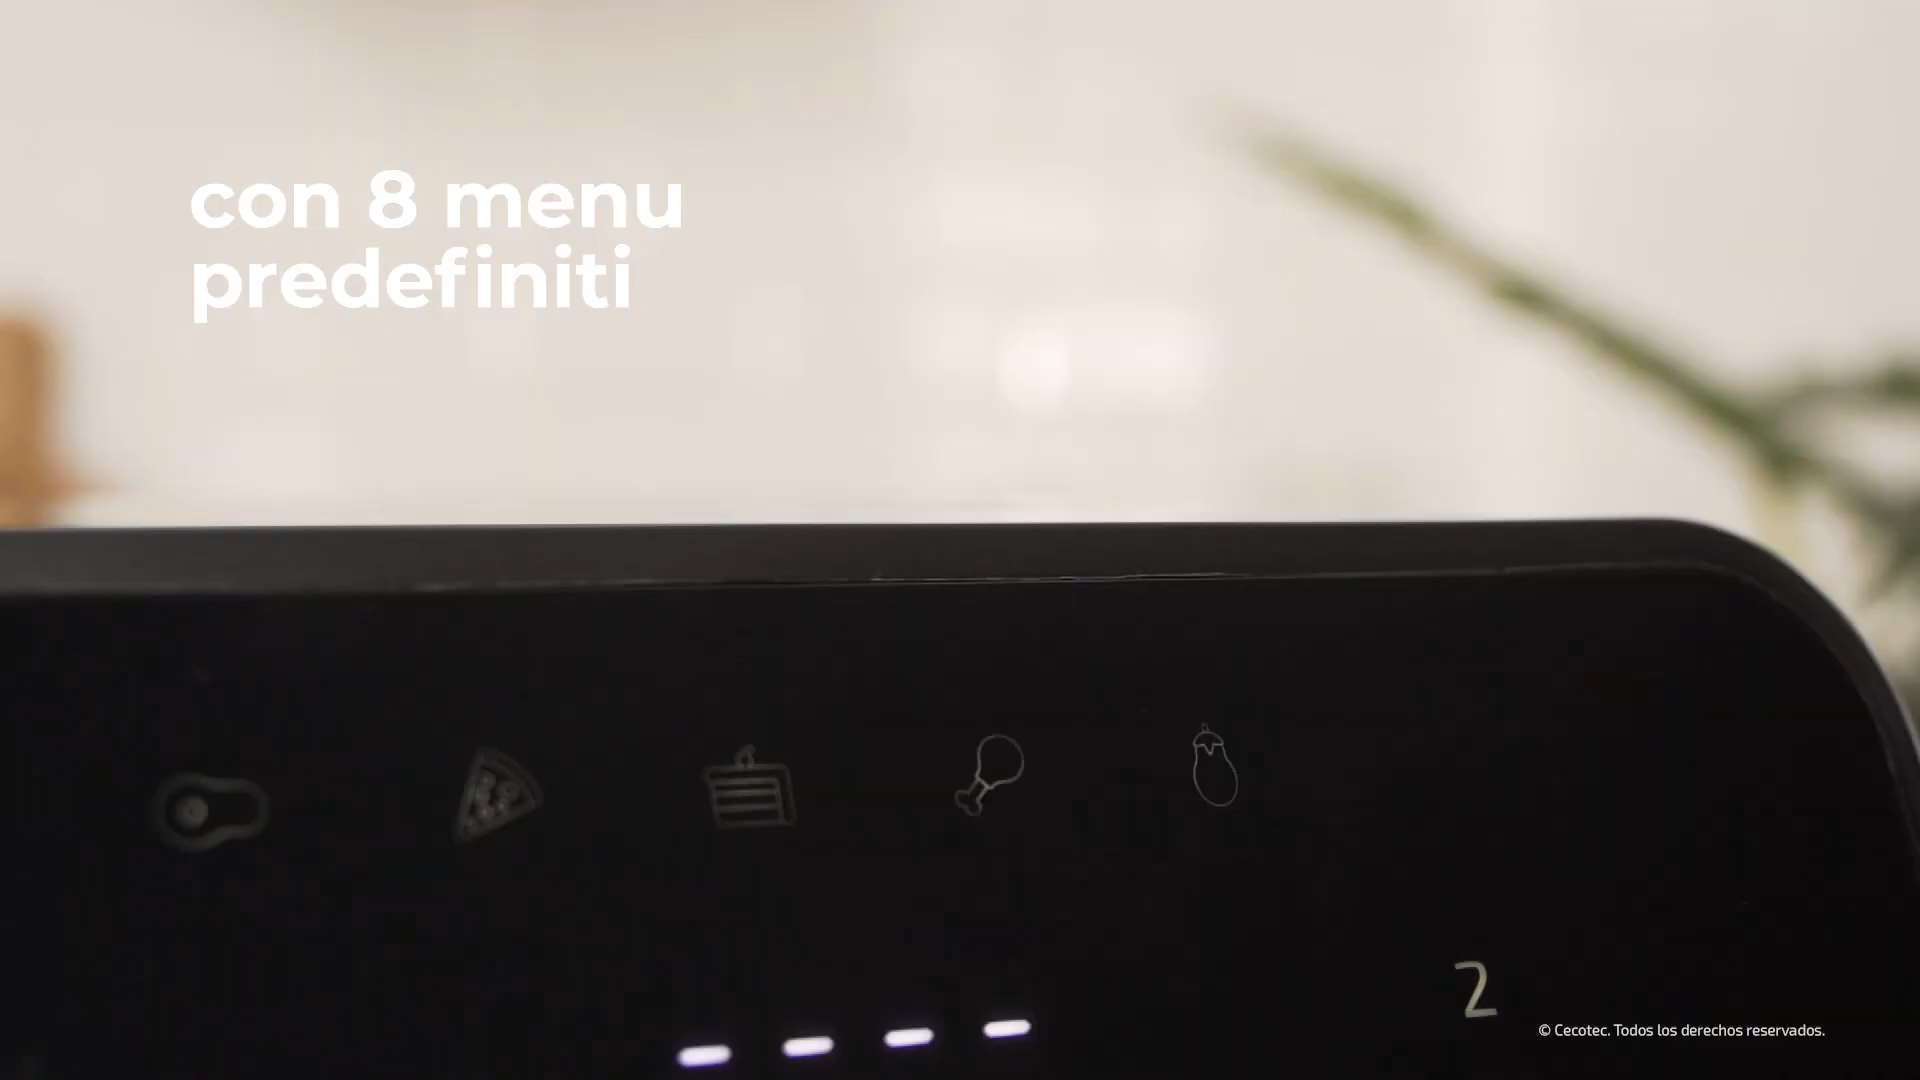 con 8 menu
predefiniti
2
© Cecotec. Todos los derechos reservados.